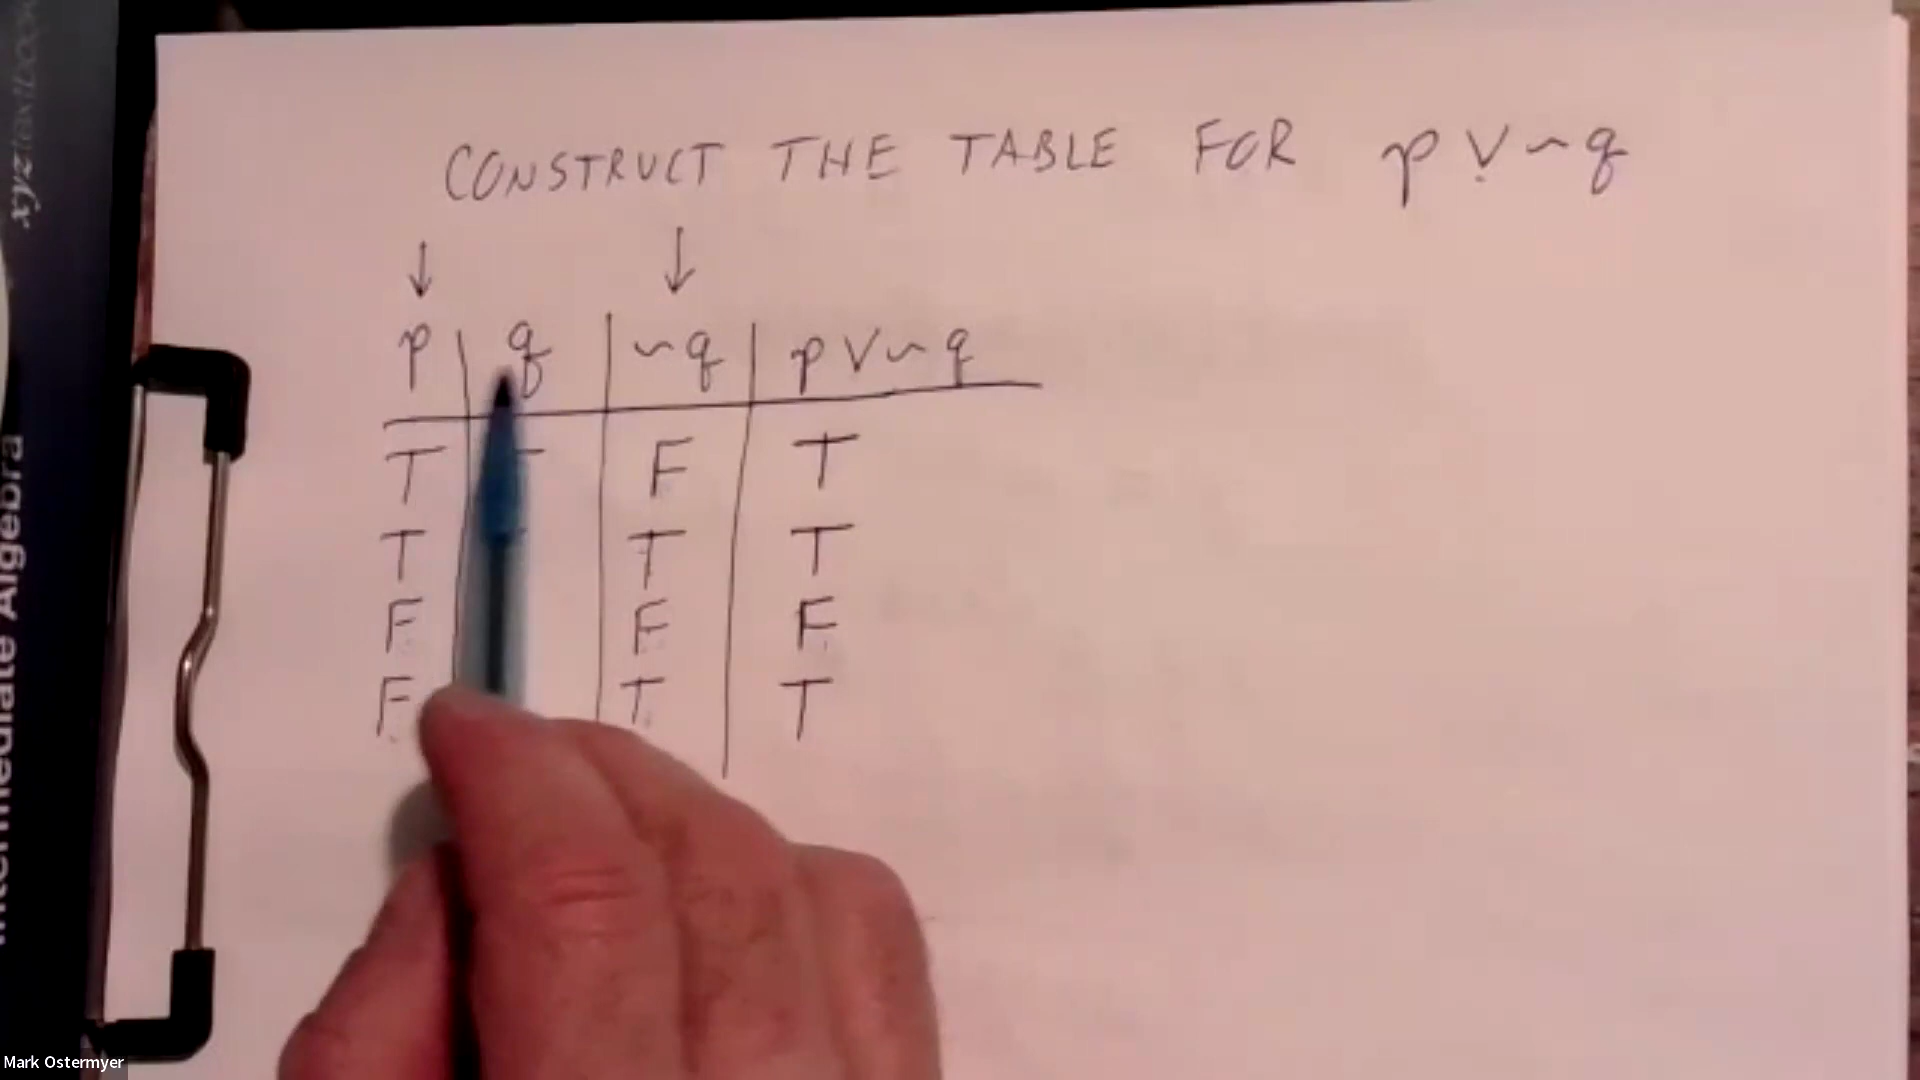 CONSTRUCT THE TABLE FOR p ∨ ~q
↓ ↓
p | q | ~q | p ∨ ~q
T | T | F | T
T | | T | T
F | | F | F
F | | T | T
xyztextbooks
Intermediate Algebra
Mark Ostermyer